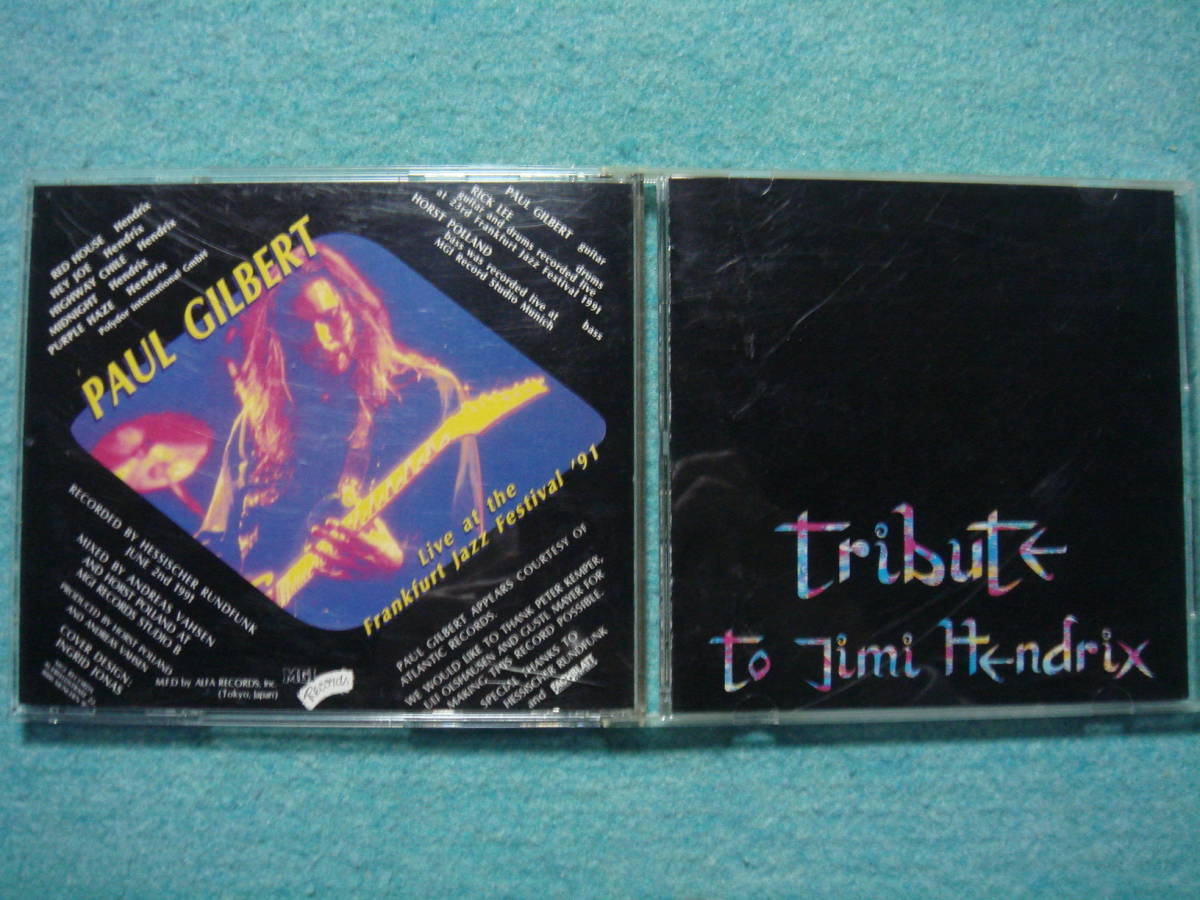 RED HOUSE Hendrix
HEY JOE Hendrix
HIGHWAY CHILE Hendrix
MIDNIGHT Hendrix
PURPLE HAZE Hendrix
Polydor International GmbH
PAUL GILBERT guitar
RICK LEE drums
guitar and drums recorded live
at 23rd Frankfurt Jazz Festival 1991
HORST POLLAND bass
bass was recorded live at
MGI Record Studio Munich
PAUL GILBERT
Live at the
Frankfurt Jazz Festival '91
RECORDED BY HESSISCHER RUNDFUNK
JUNE 2nd 1991
MIXED BY ANDREAS VAHSEN
AND HORST POLLAND AT
MGI RECORDS STUDIO B
PRODUCED BY HORST POLLAND
AND ANDREAS VAHSEN
COVER DESIGN:
INGRID JONAS
MFD by ALFA RECORDS, Inc.
(Tokyo, Japan)
MGI
Records
PAUL GILBERT APPEARS COURTESY OF
ATLANTIC RECORDS.
WE WOULD LIKE TO THANK PETER KEMPER,
ULI OLSHAUSEN AND GUSTL MAYER FOR
MAKING THIS RECORD POSSIBLE.
SPECIAL THANKS TO
HESSISCHER RUNDFUNK
and
Tribute
to Jimi Hendrix